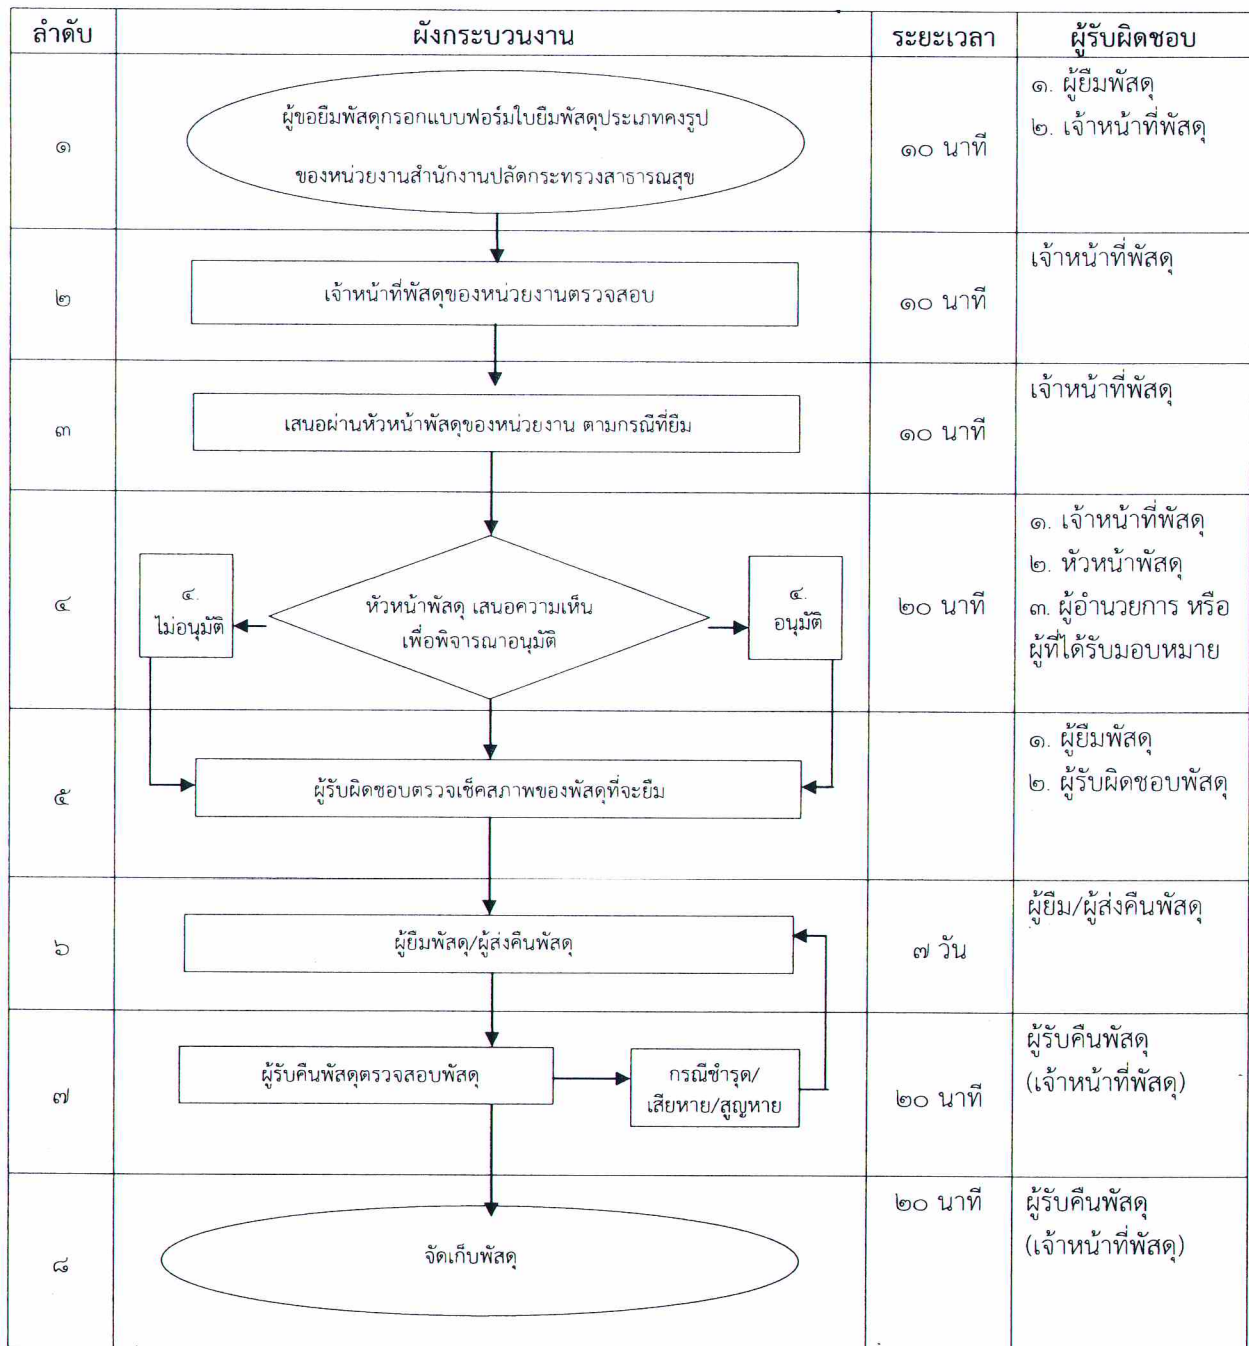 ลำดับ
ผังกระบวนงาน
ระยะเวลา
ผู้รับผิดชอบ
๑
ผู้ขอยืมพัสดุกรอกแบบฟอร์มใบยืมพัสดุประเภทคงรูป
ของหน่วยงานสำนักงานปลัดกระทรวงสาธารณสุข
๑๐ นาที
๑. ผู้ยืมพัสดุ
๒. เจ้าหน้าที่พัสดุ
๒
เจ้าหน้าที่พัสดุของหน่วยงานตรวจสอบ
๑๐ นาที
เจ้าหน้าที่พัสดุ
๓
เสนอผ่านหัวหน้าพัสดุของหน่วยงาน ตามกรณีที่ยืม
๑๐ นาที
เจ้าหน้าที่พัสดุ
๔
๔.
ไม่อนุมัติ
หัวหน้าพัสดุ เสนอความเห็น
เพื่อพิจารณาอนุมัติ
๔.
อนุมัติ
๒๐ นาที
๑. เจ้าหน้าที่พัสดุ
๒. หัวหน้าพัสดุ
๓. ผู้อำนวยการ หรือ
ผู้ที่ได้รับมอบหมาย
๕
ผู้รับผิดชอบตรวจเช็คสภาพของพัสดุที่จะยืม
๑. ผู้ยืมพัสดุ
๒. ผู้รับผิดชอบพัสดุ
๖
ผู้ยืมพัสดุ/ผู้ส่งคืนพัสดุ
๗ วัน
ผู้ยืม/ผู้ส่งคืนพัสดุ
๗
ผู้รับคืนพัสดุตรวจสอบพัสดุ
กรณีชำรุด/
เสียหาย/สูญหาย
๒๐ นาที
ผู้รับคืนพัสดุ
(เจ้าหน้าที่พัสดุ)
๘
จัดเก็บพัสดุ
๒๐ นาที
ผู้รับคืนพัสดุ
(เจ้าหน้าที่พัสดุ)